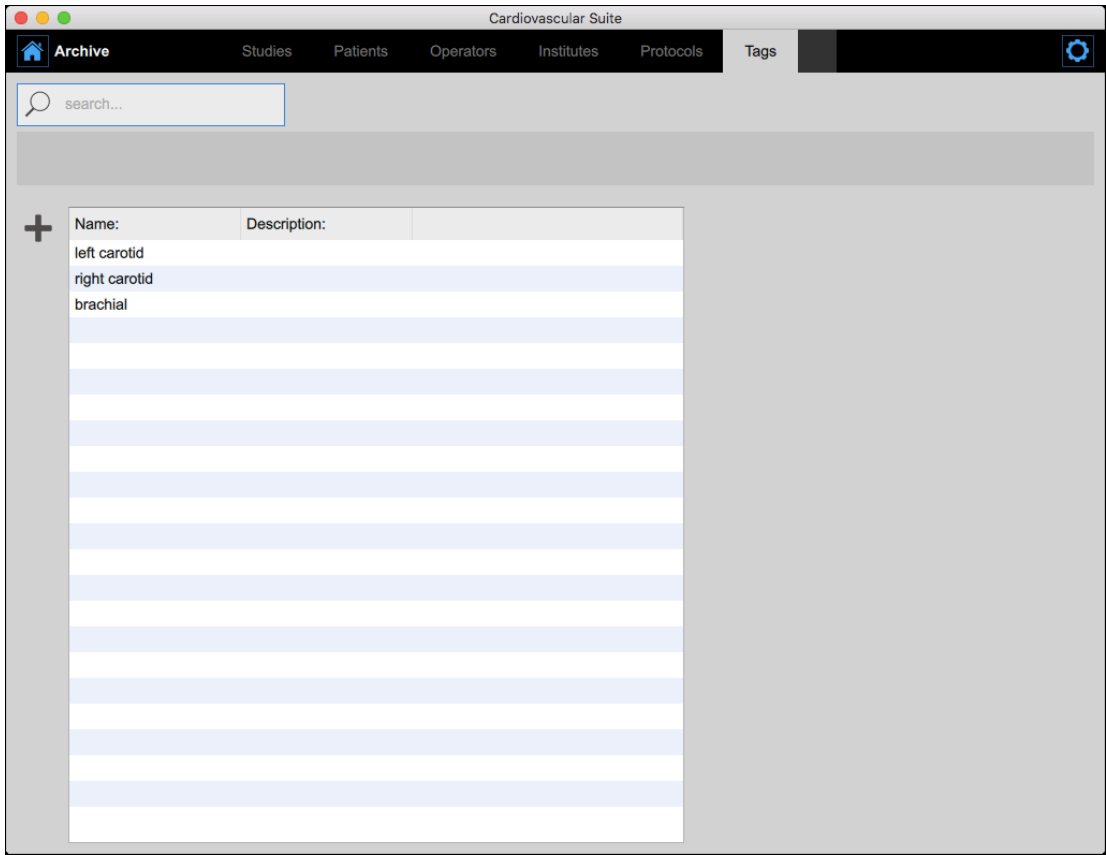 Cardiovascular Suite
Archive Studies Patients Operators Institutes Protocols Tags
search...
Name: Description:
left carotid
right carotid
brachial